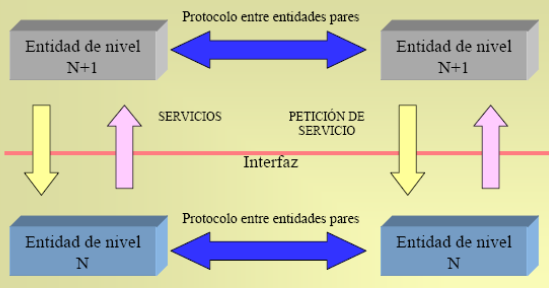 Protocolo entre entidades pares
Entidad de nivel
N+1
Entidad de nivel
N+1
SERVICIOS
PETICIÓN DE
SERVICIO
Interfaz
Protocolo entre entidades pares
Entidad de nivel
N
Entidad de nivel
N